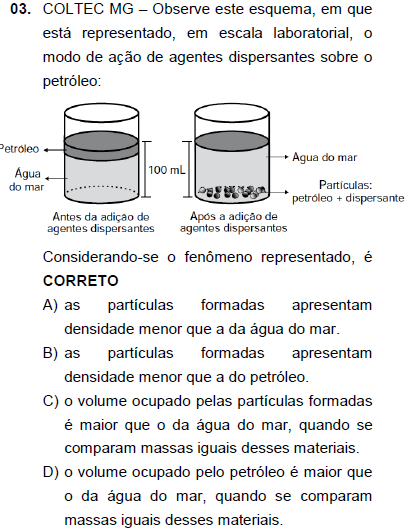 03. COLTEC MG – Observe este esquema, em que
está representado, em escala laboratorial, o
modo de ação de agentes dispersantes sobre o
petróleo:
Petróleo
Água
do mar
100 mL
Água do mar
Partículas:
petróleo + dispersante
Antes da adição de
agentes dispersantes
Após a adição de
agentes dispersantes
Considerando-se o fenômeno representado, é
CORRETO
A) as partículas formadas apresentam
densidade menor que a da água do mar.
B) as partículas formadas apresentam
densidade menor que a do petróleo.
C) o volume ocupado pelas partículas formadas
é maior que o da água do mar, quando se
comparam massas iguais desses materiais.
D) o volume ocupado pelo petróleo é maior que
o da água do mar, quando se comparam
massas iguais desses materiais.